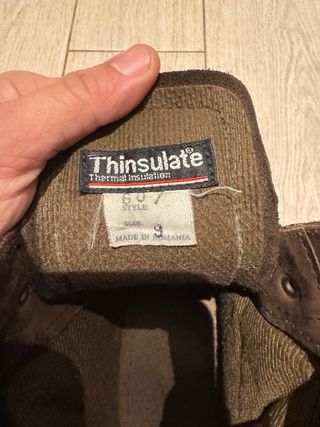 Thinsulate®
Thermal Insulation
607
STYLE:
SIZE: 9
MADE IN ROMANIA